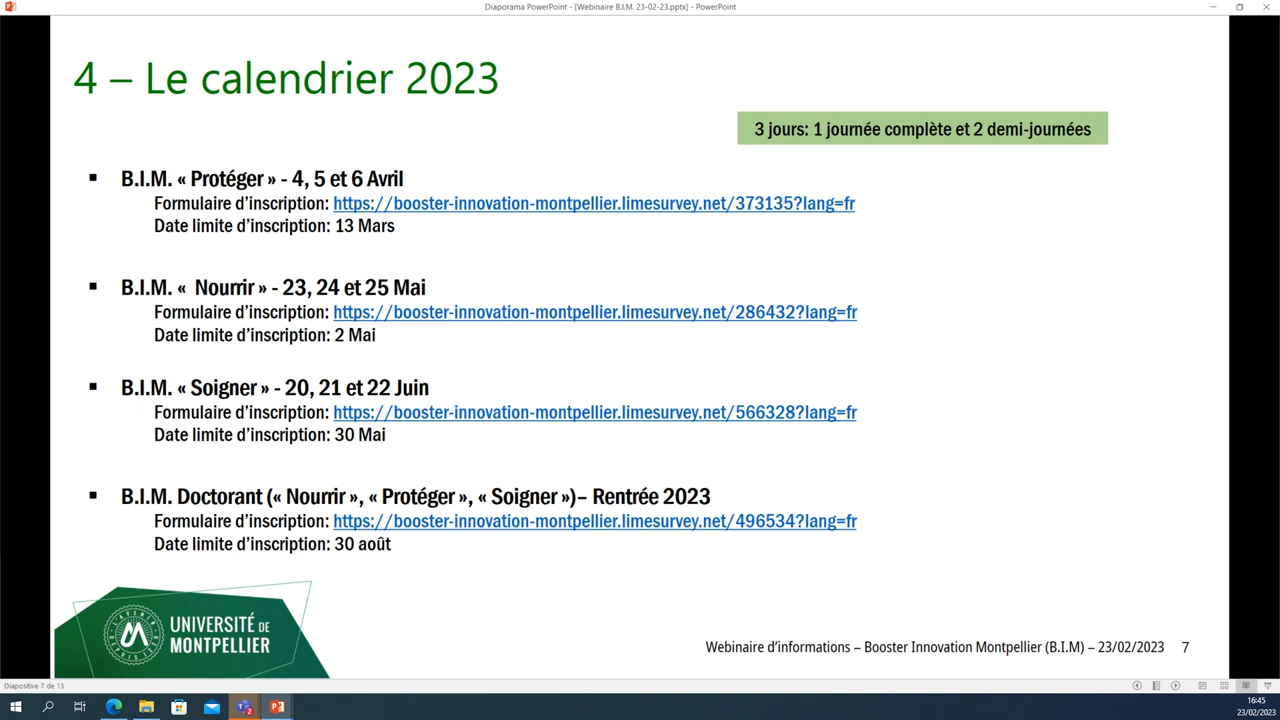 Diaporama PowerPoint - [Webinaire B.I.M. 23-02-23.pptx] - PowerPoint
4 – Le calendrier 2023
3 jours: 1 journée complète et 2 demi-journées
▪ B.I.M. « Protéger » - 4, 5 et 6 Avril
Formulaire d’inscription: https://booster-innovation-montpellier.limesurvey.net/373135?lang=fr
Date limite d’inscription: 13 Mars
▪ B.I.M. « Nourrir » - 23, 24 et 25 Mai
Formulaire d’inscription: https://booster-innovation-montpellier.limesurvey.net/286432?lang=fr
Date limite d’inscription: 2 Mai
▪ B.I.M. « Soigner » - 20, 21 et 22 Juin
Formulaire d’inscription: https://booster-innovation-montpellier.limesurvey.net/566328?lang=fr
Date limite d’inscription: 30 Mai
▪ B.I.M. Doctorant (« Nourrir », « Protéger », « Soigner »)– Rentrée 2023
Formulaire d’inscription: https://booster-innovation-montpellier.limesurvey.net/496534?lang=fr
Date limite d’inscription: 30 août
UNIVERSITÉ DE
MONTPELLIER
Webinaire d’informations – Booster Innovation Montpellier (B.I.M) – 23/02/2023 7
Diapositive 7 de 13
16:45
23/02/2023